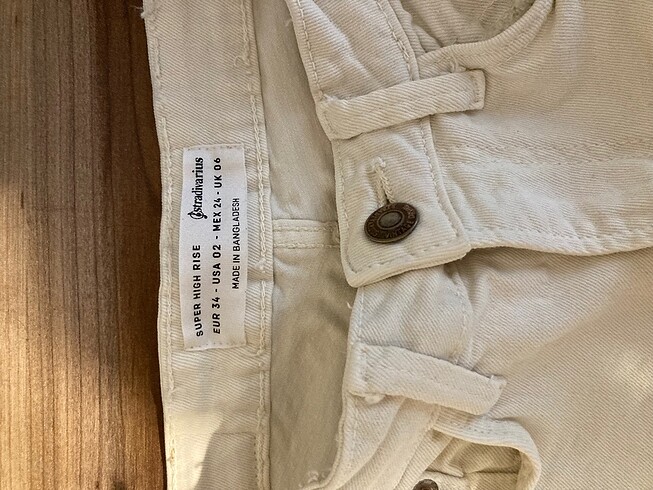 Stradivarius
SUPER HIGH RISE
EUR 34 - USA 02 - MEX 24 - UK 06
MADE IN BANGLADESH